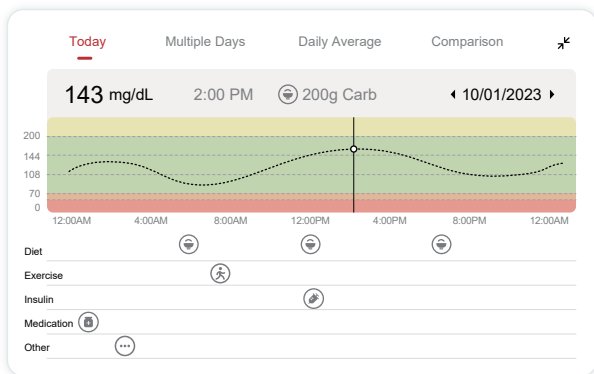 Today Multiple Days Daily Average Comparison
143 mg/dL 2:00 PM 200g Carb 10/01/2023
200
144
108
70
0
12:00AM 4:00AM 8:00AM 12:00PM 4:00PM 8:00PM 12:00AM
Diet
Exercise
Insulin
Medication
Other